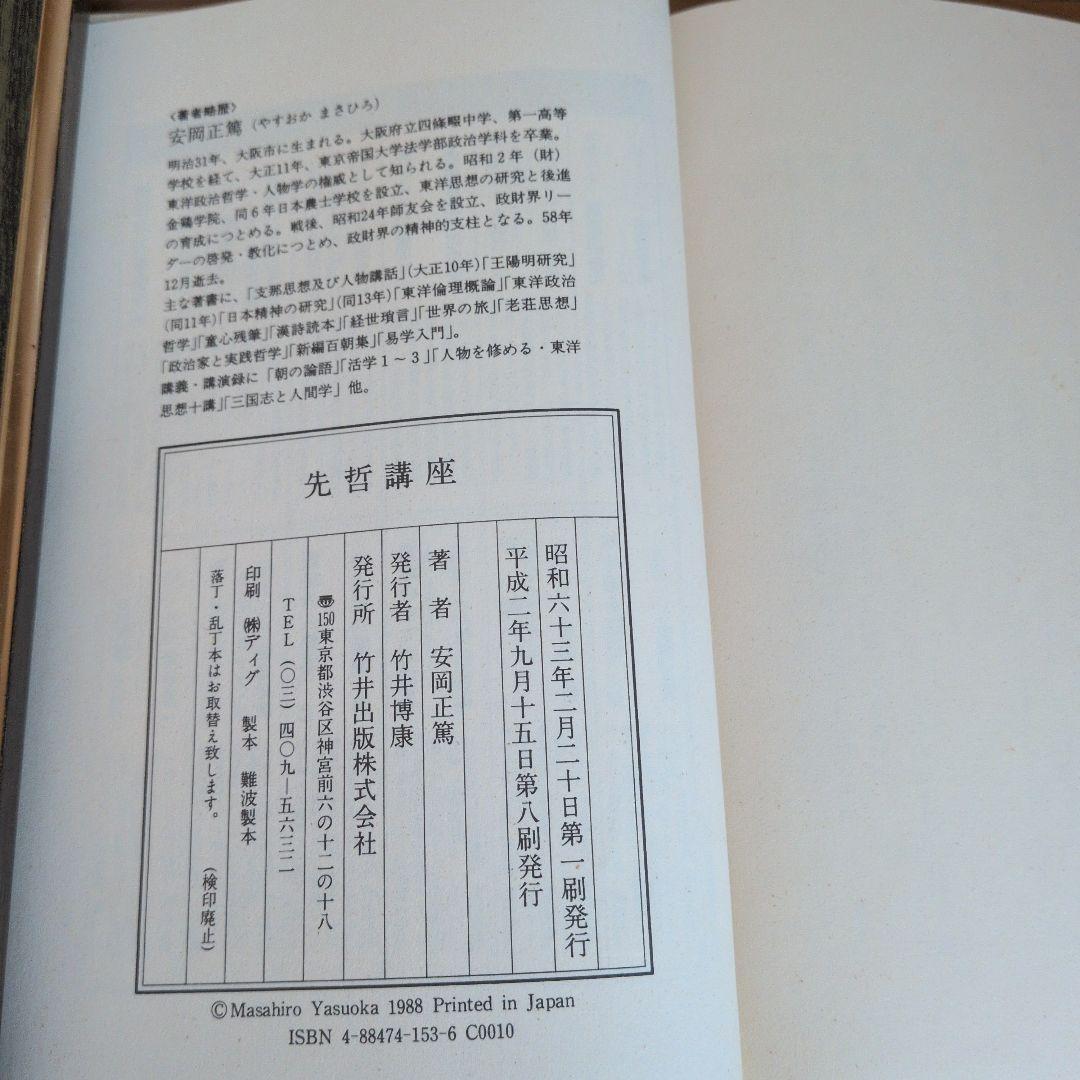 〈著者略歴〉
安岡正篤（やすおか まさひろ）
明治31年、大阪市に生まれる。大阪府立四條畷中学、第一高等
学校を経て、大正11年、東京帝国大学法学部政治学科を卒業。
東洋政治哲学・人物学の権威として知られる。昭和２年（財）
金鶏学院、同６年日本農士学校を設立、東洋思想の研究と後進
の育成につとめる。戦後、昭和24年師友会を設立、政財界リー
ダーの啓発・教化につとめ、政財界の精神的支柱となる。58年
12月逝去。
主な著書に、「支那思想及び人物講話」（大正10年）「王陽明研究」
（同11年）「日本精神の研究」（同13年）「東洋倫理概論」「東洋政治
哲学」「童心残筆」「漢詩読本」「経世瑣言」「世界の旅」「老荘思想」
「政治家と実践哲学」「新編百朝集」「易学入門」。
講義・講演録に「朝の論語」「活学１～３」「人物を修める・東洋
思想十講」「三国志と人間学」他。
先哲講座
昭和六十三年二月二十日第一刷発行
平成二年九月十五日第八刷発行
著者　安岡正篤
発行者　竹井博康
発行所　竹井出版株式会社
〠150東京都渋谷区神宮前六の十二の十八
TEL（〇三）四〇九―五六三二
印刷　㈱ディグ　製本　難波製本
落丁・乱丁本はお取替え致します。（検印廃止）
©Masahiro Yasuoka 1988 Printed in Japan
ISBN 4-88474-153-6 C0010